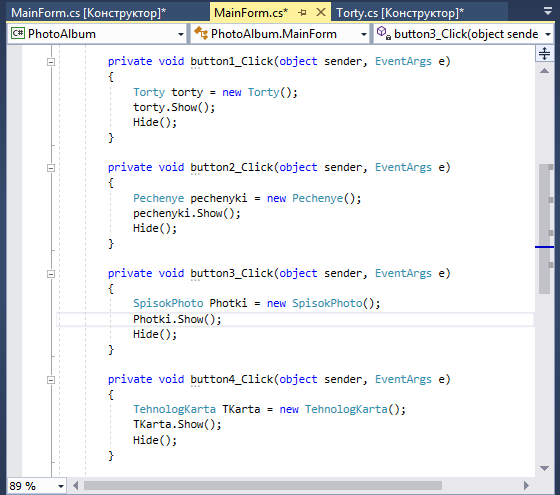 MainForm.cs [Конструктор]*
MainForm.cs*
Torty.cs [Конструктор]*
PhotoAlbum
PhotoAlbum.MainForm
button3_Click(object sende
private void button1_Click(object sender, EventArgs e)
{
Torty torty = new Torty();
torty.Show();
Hide();
}
private void button2_Click(object sender, EventArgs e)
{
Pechenye pechenyki = new Pechenye();
pechenyki.Show();
Hide();
}
private void button3_Click(object sender, EventArgs e)
{
SpisokPhoto Photki = new SpisokPhoto();
Photki.Show();
Hide();
}
private void button4_Click(object sender, EventArgs e)
{
TehnologKarta TKarta = new TehnologKarta();
TKarta.Show();
Hide();
}
89 %